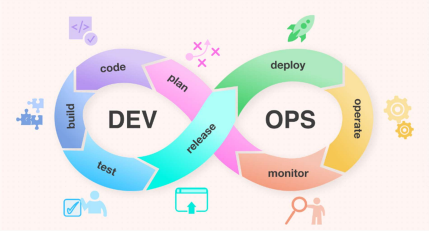 code
plan
deploy
build
DEV
OPS
operate
release
test
monitor